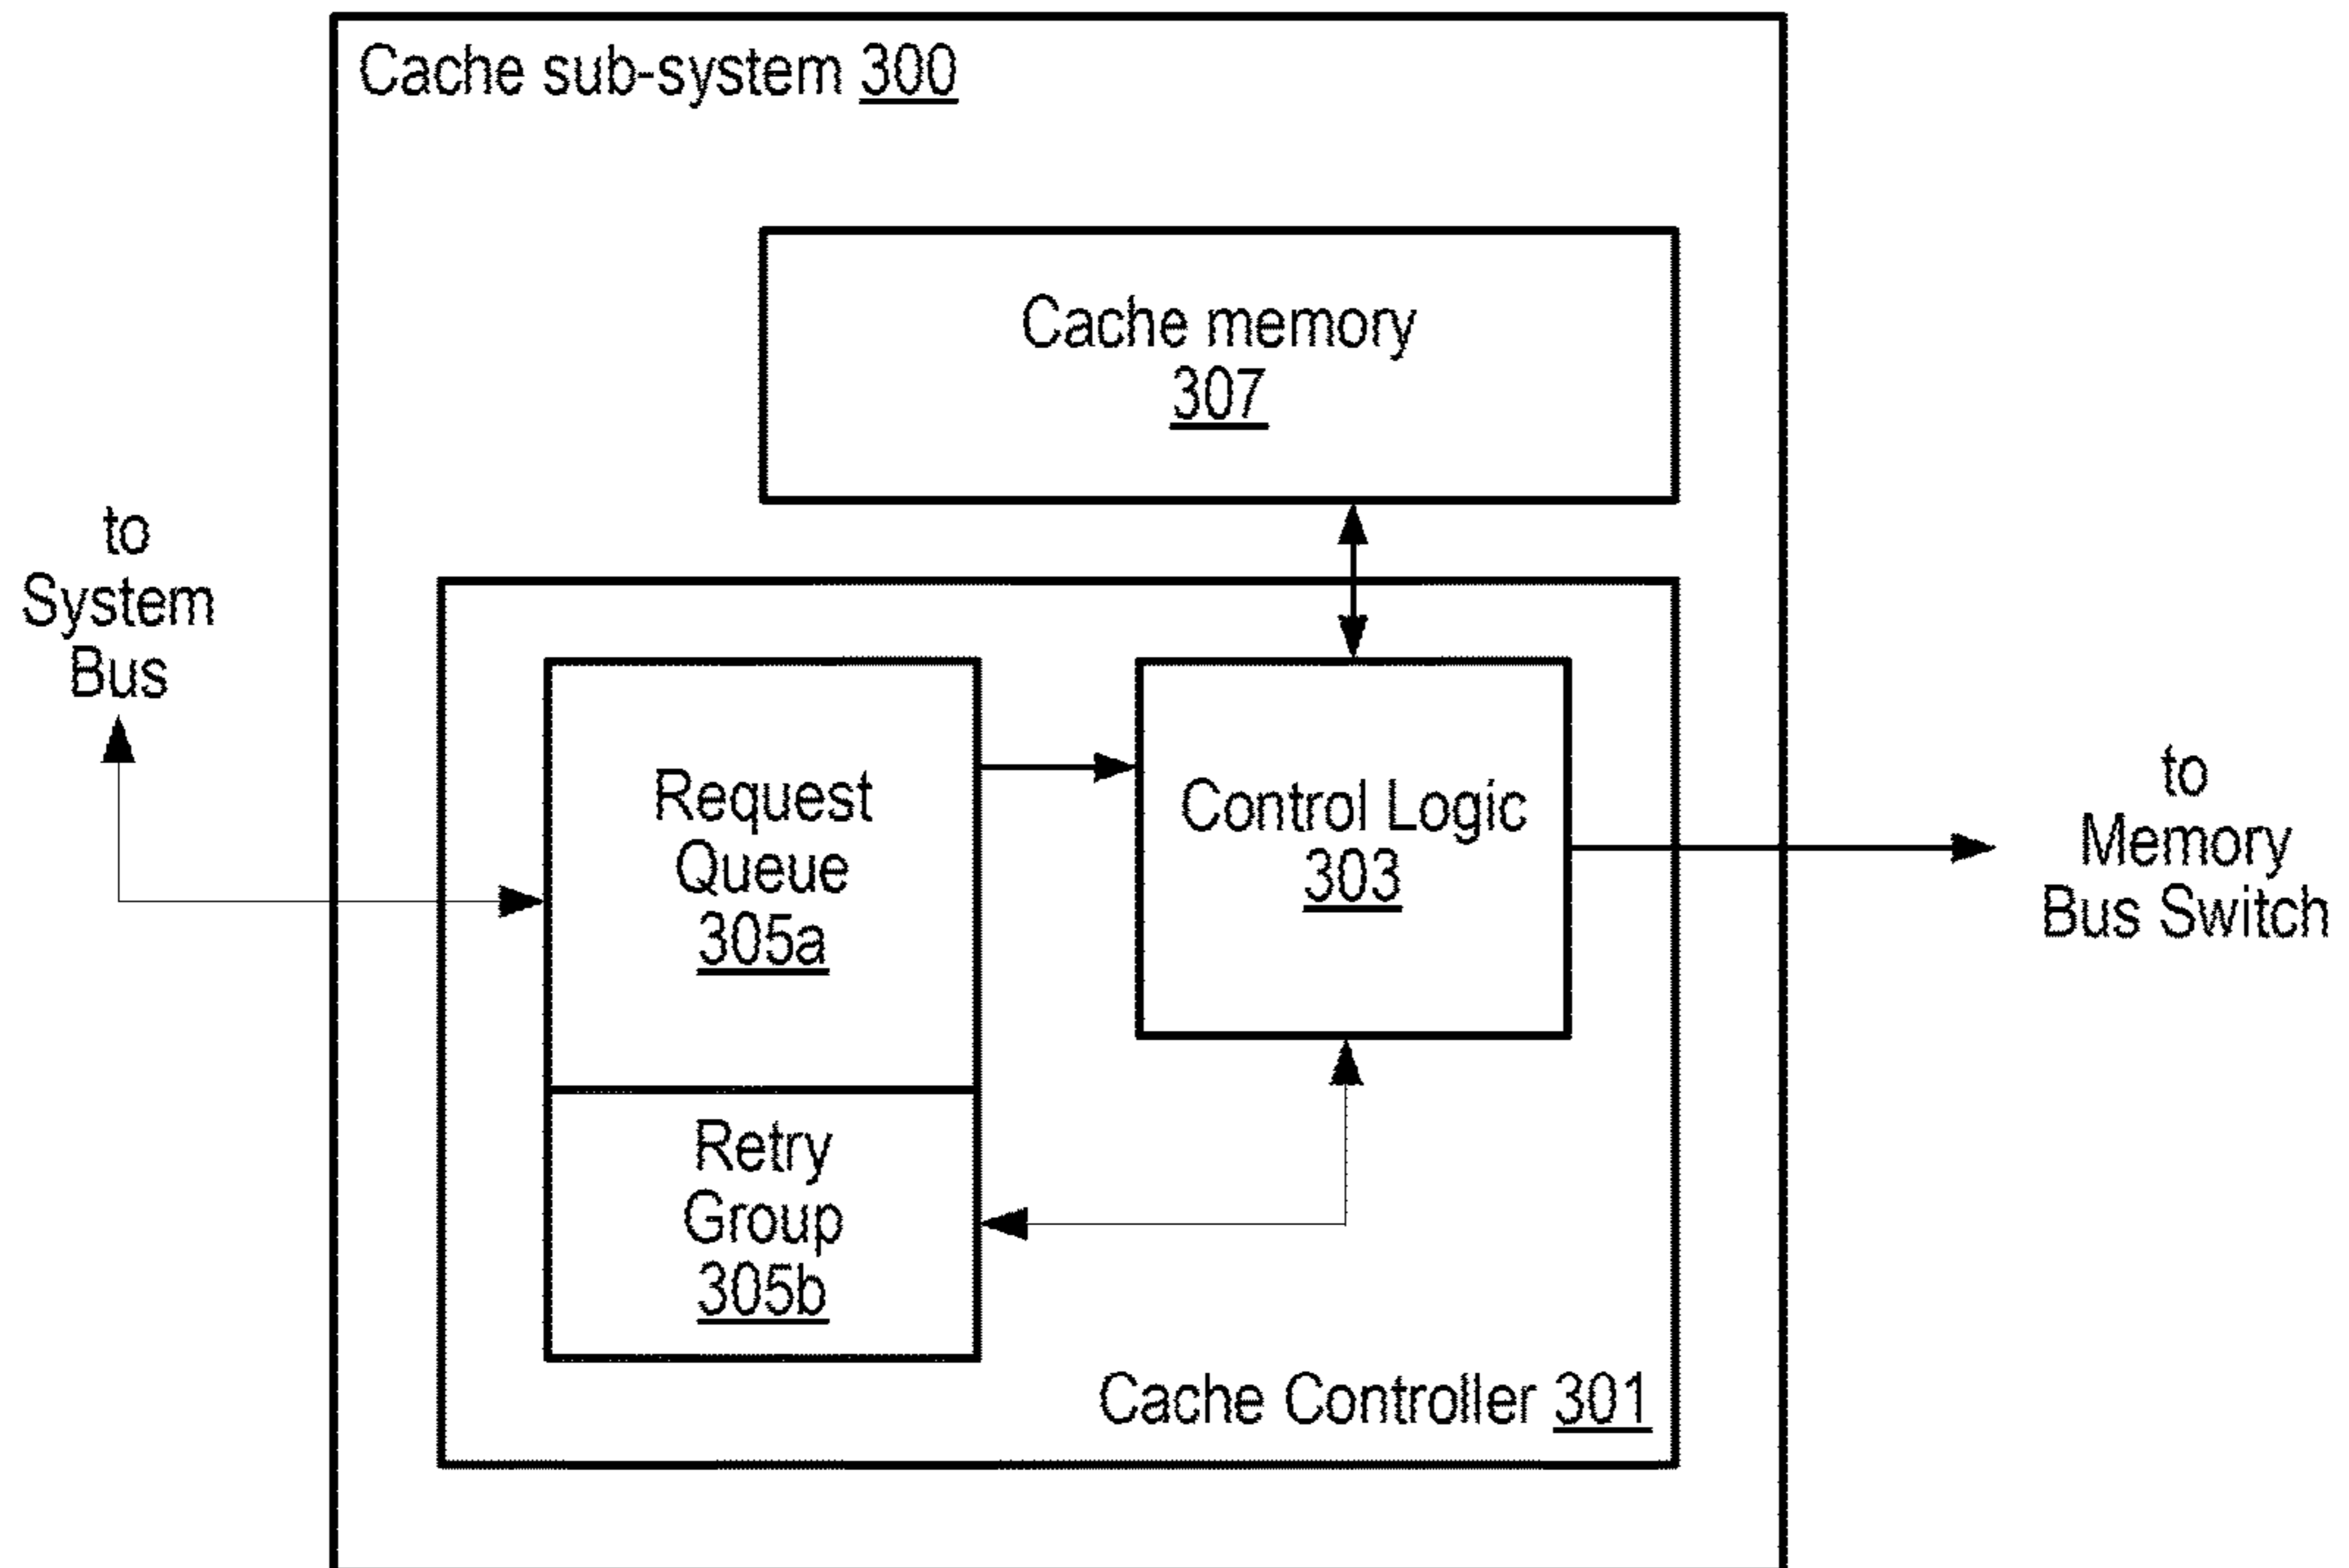 Cache sub-system 300
Cache memory
307
to
System
Bus
Request
Queue
305a
Control Logic
303
to
Memory
Bus Switch
Retry
Group
305b
Cache Controller 301